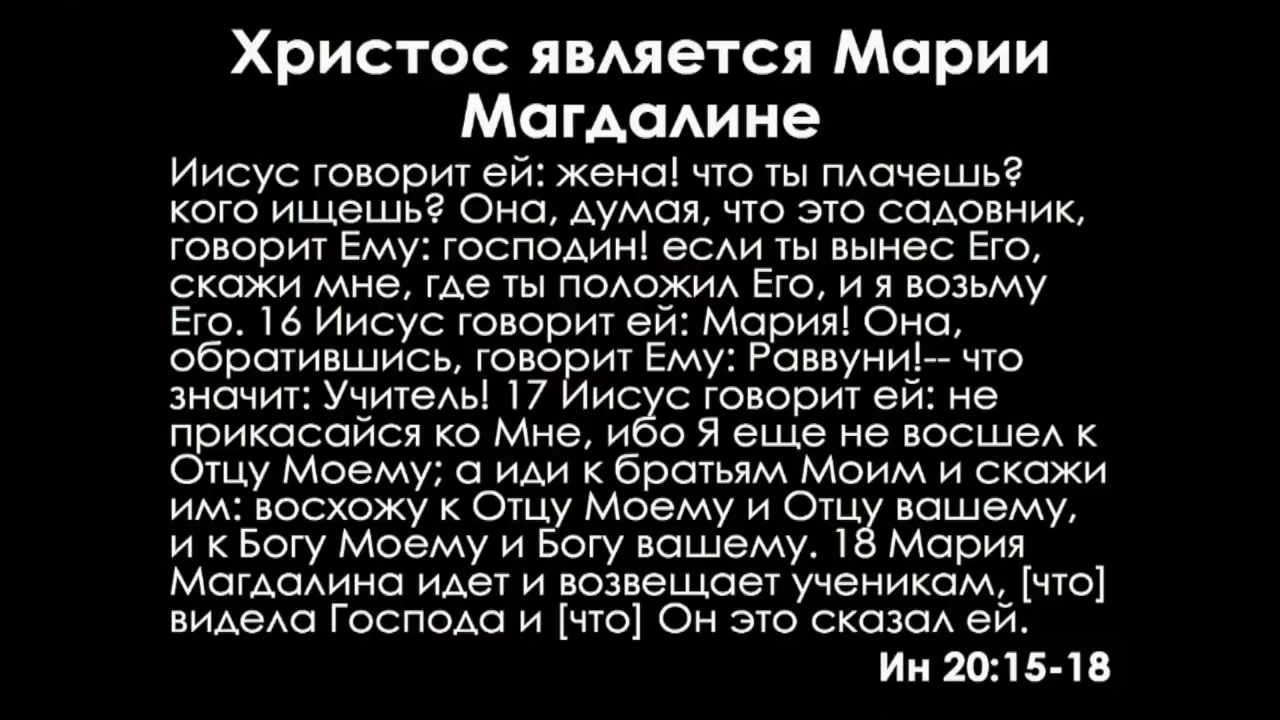 Христос является Марии
Магдалине
Иисус говорит ей: жена! что ты плачешь?
кого ищешь? Она, думая, что это садовник,
говорит Ему: господин! если ты вынес Его,
скажи мне, где ты положил Его, и я возьму
Его. 16 Иисус говорит ей: Мария! Она,
обратившись, говорит Ему: Раввуни!-- что
значит: Учитель! 17 Иисус говорит ей: не
прикасайся ко Мне, ибо Я еще не восшел к
Отцу Моему; а иди к братьям Моим и скажи
им: восхожу к Отцу Моему и Отцу вашему,
и к Богу Моему и Богу вашему. 18 Мария
Магдалина идет и возвещает ученикам, [что]
видела Господа и [что] Он это сказал ей.
Ин 20:15-18